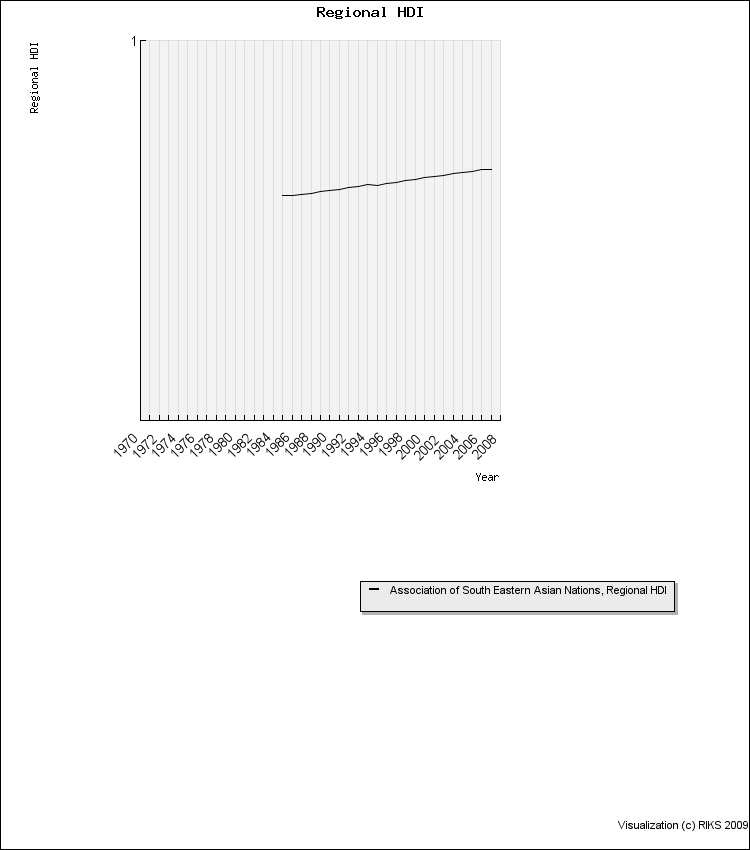 Regional HDI
1
Regional HDI
1970 1972 1974 1976 1978 1980 1982 1984 1986 1988 1990 1992 1994 1996 1998 2000 2002 2004 2006 2008
Year
Association of South Eastern Asian Nations, Regional HDI
Visualization (c) RIKS 2009